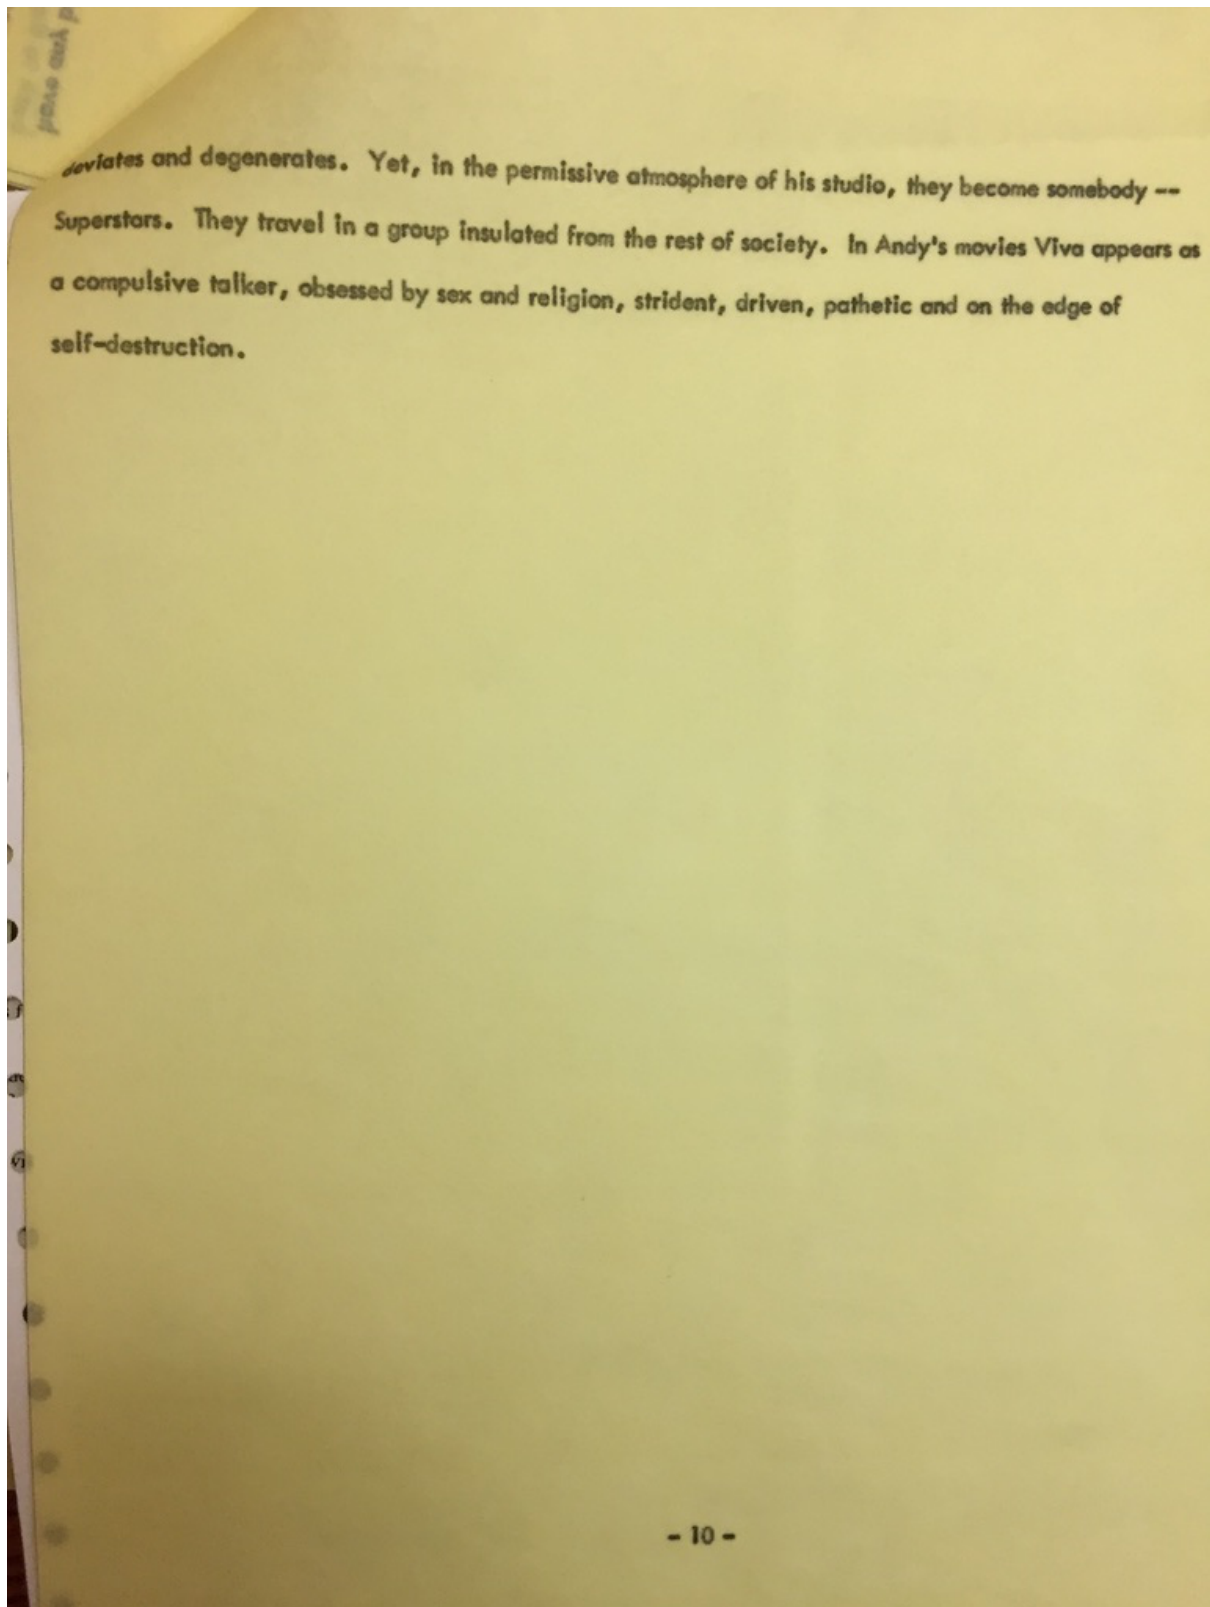 deviates and degenerates. Yet, in the permissive atmosphere of his studio, they become somebody --
Superstars. They travel in a group insulated from the rest of society. In Andy's movies Viva appears as
a compulsive talker, obsessed by sex and religion, strident, driven, pathetic and on the edge of
self-destruction.
- 10 -